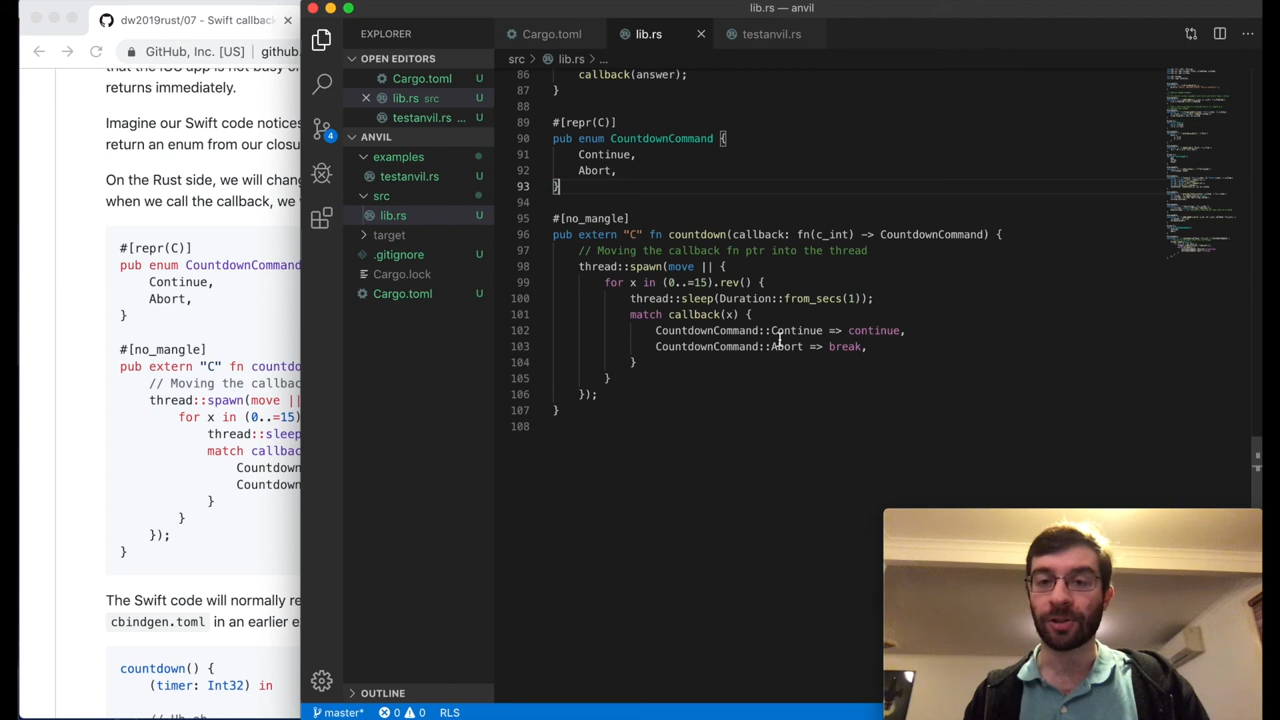 lib.rs — anvil
dw2019rust/07 - Swift callback
GitHub, Inc. [US]
github.
returns immediately.
Imagine our Swift code notices
return an enum from our closu
On the Rust side, we will chang
when we call the callback, we
#[repr(C)]
pub enum CountdownCommand
Continue,
Abort,
}
#[no_mangle]
pub extern "C" fn countdo
// Moving the callback
thread::spawn(move ||
for x in (0..=15)
thread::sleep
match callbac
Countdown
Countdown
}
}
});
}
The Swift code will normally re
cbindgen.toml in an earlier e
countdown() {
(timer: Int32) in
EXPLORER
OPEN EDITORS
Cargo.toml U
lib.rs src U
testanvil.rs ... U
ANVIL
examples
testanvil.rs U
src
lib.rs U
target
.gitignore U
Cargo.lock
Cargo.toml U
OUTLINE
4
Cargo.toml
lib.rs
testanvil.rs
src > lib.rs > ...
86 callback(answer);
87 }
88
89 #[repr(C)]
90 pub enum CountdownCommand {
91 Continue,
92 Abort,
93 }
94
95 #[no_mangle]
96 pub extern "C" fn countdown(callback: fn(c_int) -> CountdownCommand) {
97 // Moving the callback fn ptr into the thread
98 thread::spawn(move || {
99 for x in (0..=15).rev() {
100 thread::sleep(Duration::from_secs(1));
101 match callback(x) {
102 CountdownCommand::Continue => continue,
103 CountdownCommand::Abort => break,
104 }
105 }
106 });
107 }
108
master* 0 0 RLS